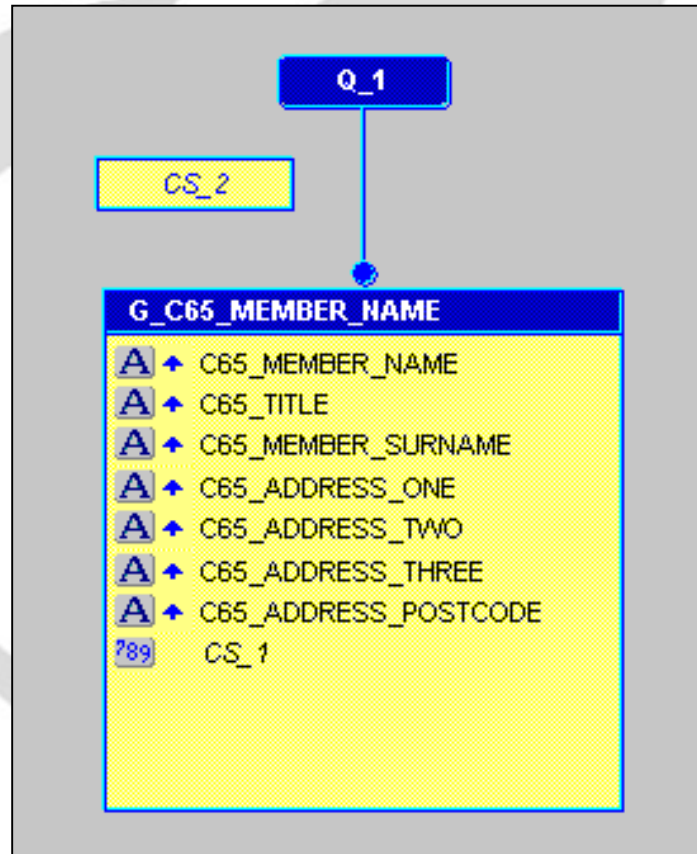 Q_1
CS_2
G_C65_MEMBER_NAME
A C65_MEMBER_NAME
A C65_TITLE
A C65_MEMBER_SURNAME
A C65_ADDRESS_ONE
A C65_ADDRESS_TWO
A C65_ADDRESS_THREE
A C65_ADDRESS_POSTCODE
789 CS_1